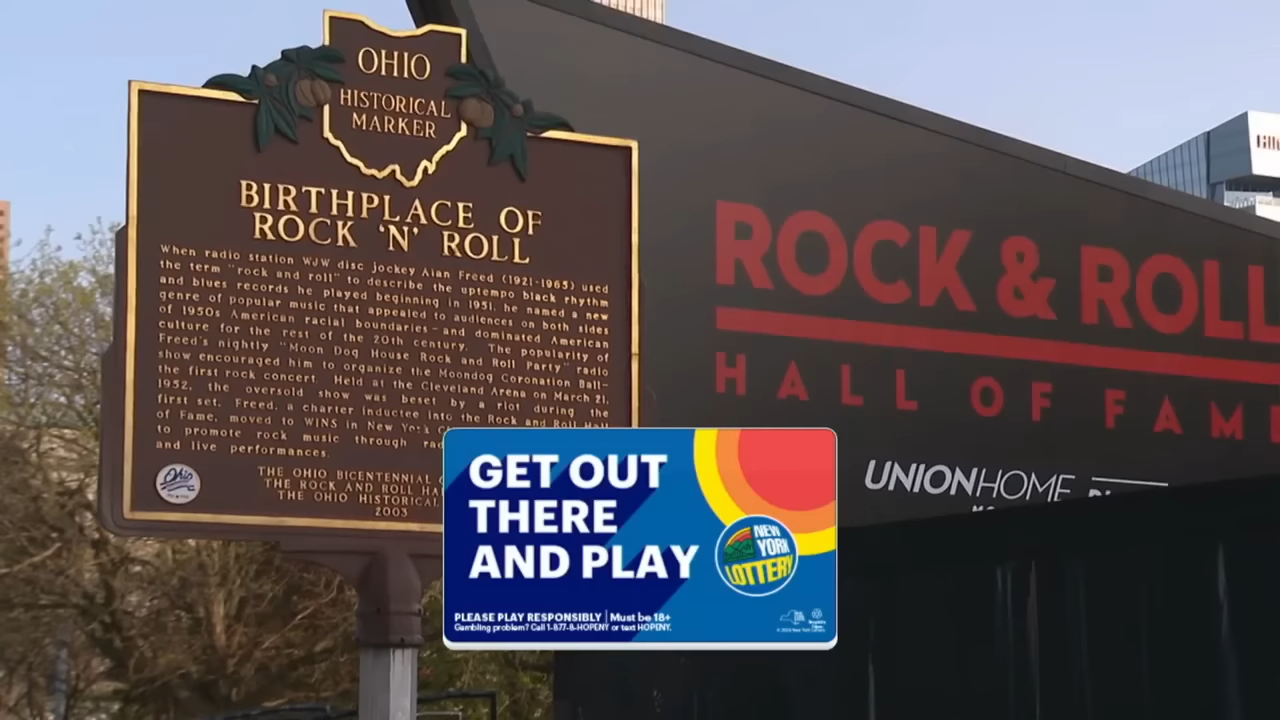 OHIO
HISTORICAL
MARKER
BIRTHPLACE OF
ROCK 'N' ROLL
When radio station WJW disc jockey Alan Freed (1921-1965) used
the term "rock and roll" to describe the uptempo black rhythm
and blues records he played beginning in 1951, he named a new
genre of popular music that appealed to audiences on both sides
of 1950s American racial boundaries–and dominated American
culture for the rest of the 20th century. The popularity of
Freed's nightly "Moon Dog House Rock and Roll Party" radio
show encouraged him to organize the Moondog Coronation Ball–
the first rock concert. Held at the Cleveland Arena on March 21,
1952, the oversold show was beset by a riot during the
first set. Freed, a charter inductee into the Rock and Roll Hall
of Fame, moved to WINS in New York
to promote rock music through
and live performances.
Ohio
THE OHIO BICENTENNIAL
THE ROCK AND ROLL
THE OHIO HISTORICAL
2003
ROCK & ROLL
HALL OF FAME
UNION HOME
GET OUT
THERE
AND PLAY
NEW
YORK
LOTTERY
PLEASE PLAY RESPONSIBLY | Must be 18+
Gambling problem? Call 1-877-8-HOPENY or text HOPENY.